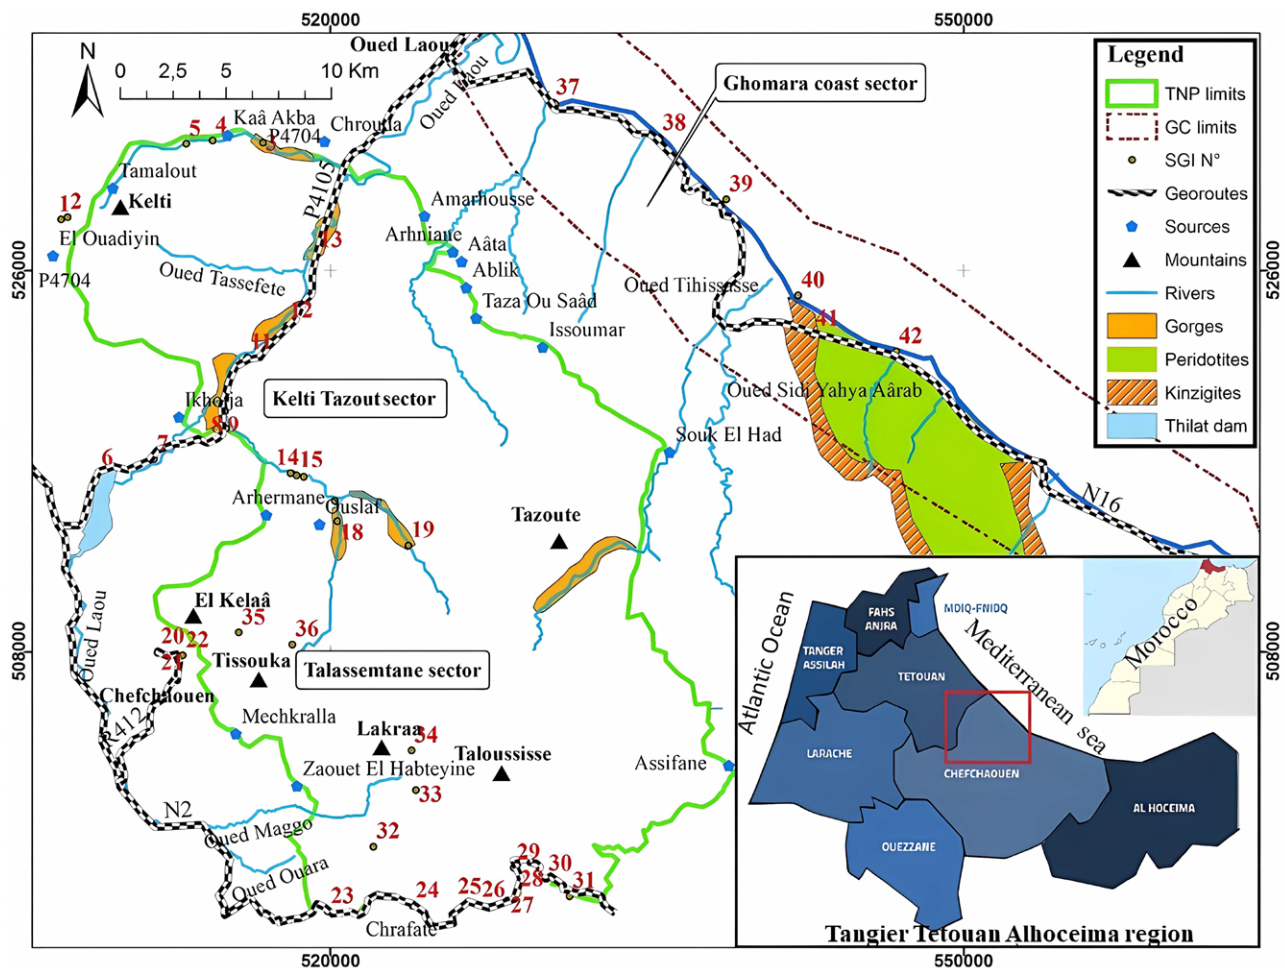 520000
550000
N
0 2,5 5 10 Km
Oued Laou
Oued Laou
Ghomara coast sector
37
38
39
5
4
Kaâ Akba
3
P4704
Chroutla
Tamalout
Kelti
12
El Ouadiyin
P4704
P4105
13
Amarhousse
Arhniane
Aâta
Ablik
Taza Ou Saâd
Issoumar
Oued Tassefete
Oued Tihissasse
40
41
42
12
11
Ikhorja
Kelti Tazout sector
Oued Sidi Yahya Aârab
Souk El Had
89
7
6
14
15
Arhermane
Ouslaf
18
19
Tazoute
N16
El Kelaâ
35
36
20
22
21
Tissouka
Talassemtane sector
Oued Laou
Chefchaouen
R412
Mechkralla
Lakraa
34
Taloussisse
Zaouet El Habteyine
33
Assifane
N2
Oued Maggo
32
Oued Ouara
29
30
28
31
23
24
25
26
27
Chrafate
526000
508000
526000
508000
520000
550000
Legend
TNP limits
GC limits
SGI N°
Georoutes
Sources
Mountains
Rivers
Gorges
Peridotites
Kinzigites
Thilat dam
Atlantic Ocean
Mediterranean sea
Morocco
FAHS
ANJRA
MDIQ-FNIDQ
TANGER
ASSILAH
TETOUAN
LARACHE
CHEFCHAOUEN
AL HOCEIMA
OUEZZANE
Tangier Tetouan Alhoceima region